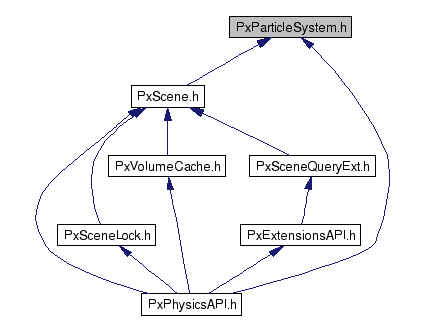 PxParticleSystem.h
PxScene.h
PxVolumeCache.h
PxSceneQueryExt.h
PxSceneLock.h
PxExtensionsAPI.h
PxPhysicsAPI.h